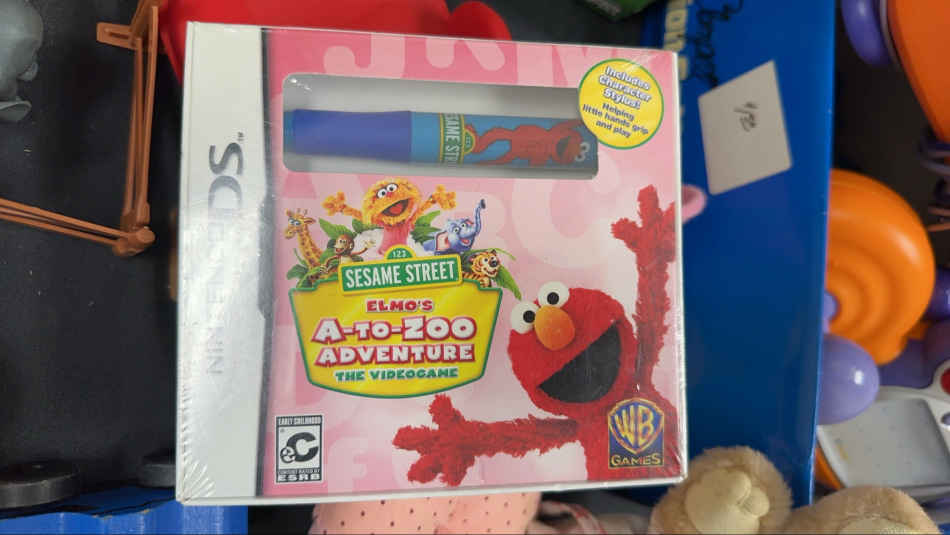 NINTENDO DS™
Includes
Character
Stylus!
Helping
little hands grip
and play
SESAME STREET
123
SESAME STREET
ELMO'S
A-TO-ZOO
ADVENTURE
THE VIDEOGAME
EARLY CHILDHOOD
eC
CONTENT RATED BY
ESRB
WB
GAMES